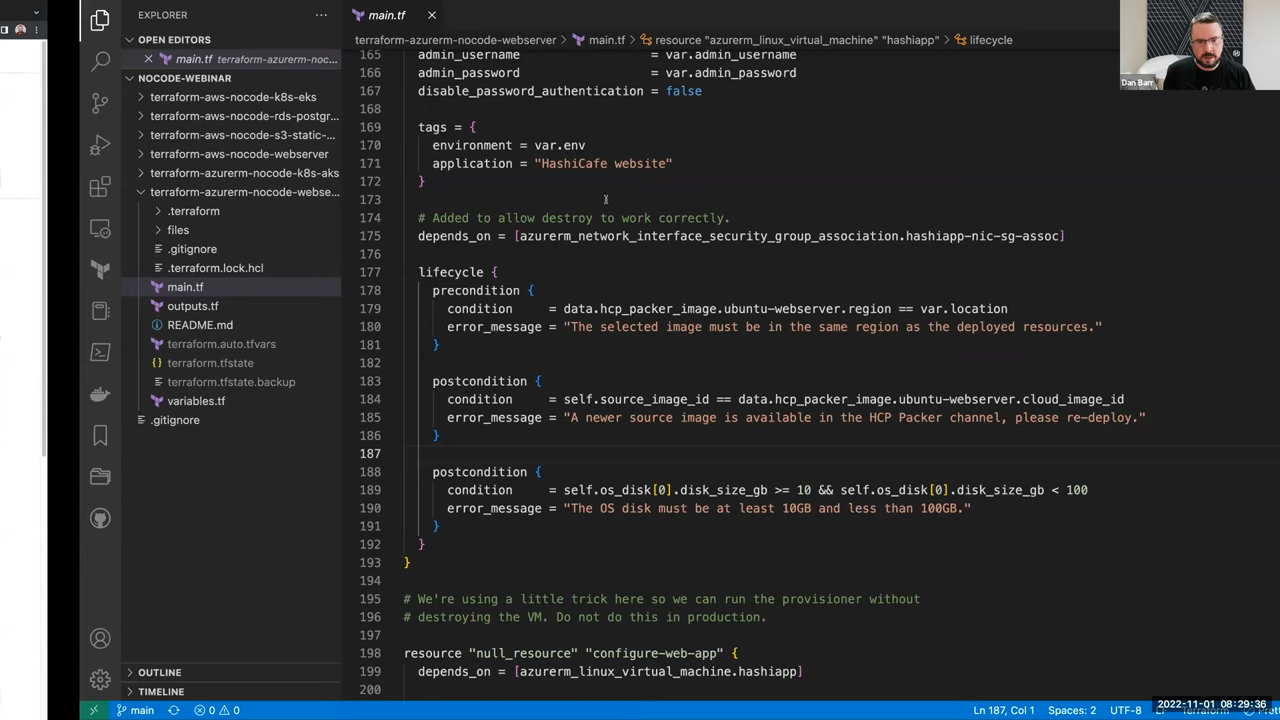 EXPLORER
OPEN EDITORS
main.tf terraform-azurerm-noc...
NOCODE-WEBINAR
terraform-aws-nocode-k8s-eks
terraform-aws-nocode-rds-postgr...
terraform-aws-nocode-s3-static-...
terraform-aws-nocode-webserver
terraform-azurerm-nocode-k8s-aks
terraform-azurerm-nocode-webse...
.terraform
files
.gitignore
.terraform.lock.hcl
main.tf
outputs.tf
README.md
terraform.auto.tfvars
terraform.tfstate
terraform.tfstate.backup
variables.tf
.gitignore
OUTLINE
TIMELINE
main.tf
terraform-azurerm-nocode-webserver > main.tf > resource "azurerm_linux_virtual_machine" "hashiapp" > lifecycle
165 admin_username = var.admin_username
166 admin_password = var.admin_password
167 disable_password_authentication = false
168
169 tags = {
170 environment = var.env
171 application = "HashiCafe website"
172 }
173
174 # Added to allow destroy to work correctly.
175 depends_on = [azurerm_network_interface_security_group_association.hashiapp-nic-sg-assoc]
176
177 lifecycle {
178 precondition {
179 condition = data.hcp_packer_image.ubuntu-webserver.region == var.location
180 error_message = "The selected image must be in the same region as the deployed resources."
181 }
182
183 postcondition {
184 condition = self.source_image_id == data.hcp_packer_image.ubuntu-webserver.cloud_image_id
185 error_message = "A newer source image is available in the HCP Packer channel, please re-deploy."
186 }
187
188 postcondition {
189 condition = self.os_disk[0].disk_size_gb >= 10 && self.os_disk[0].disk_size_gb < 100
190 error_message = "The OS disk must be at least 10GB and less than 100GB."
191 }
192 }
193 }
194
195 # We're using a little trick here so we can run the provisioner without
196 # destroying the VM. Do not do this in production.
197
198 resource "null_resource" "configure-web-app" {
199 depends_on = [azurerm_linux_virtual_machine.hashiapp]
200
Dan Barr
main
0 0
Ln 187, Col 1
Spaces: 2
UTF-8
2022-11-01 08:29:36